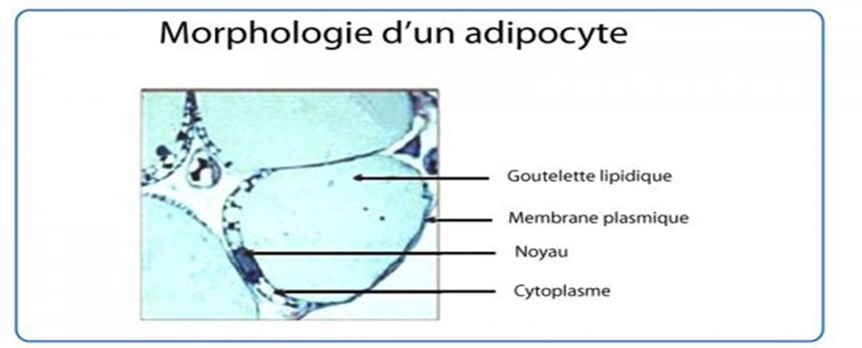 Morphologie d'un adipocyte
Goutelette lipidique
Membrane plasmique
Noyau
Cytoplasme